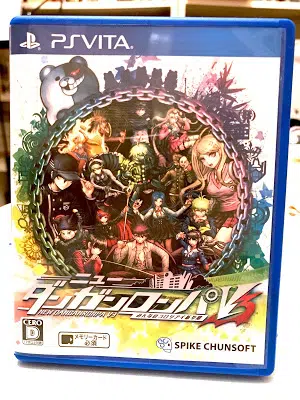 PSVITA
ニュー
ダンガンロンパV3
NEW DANGANRONPA V3
みんなのコロシアイ新学期
CERO
D
メモリーカード
必須
SPIKE CHUNSOFT